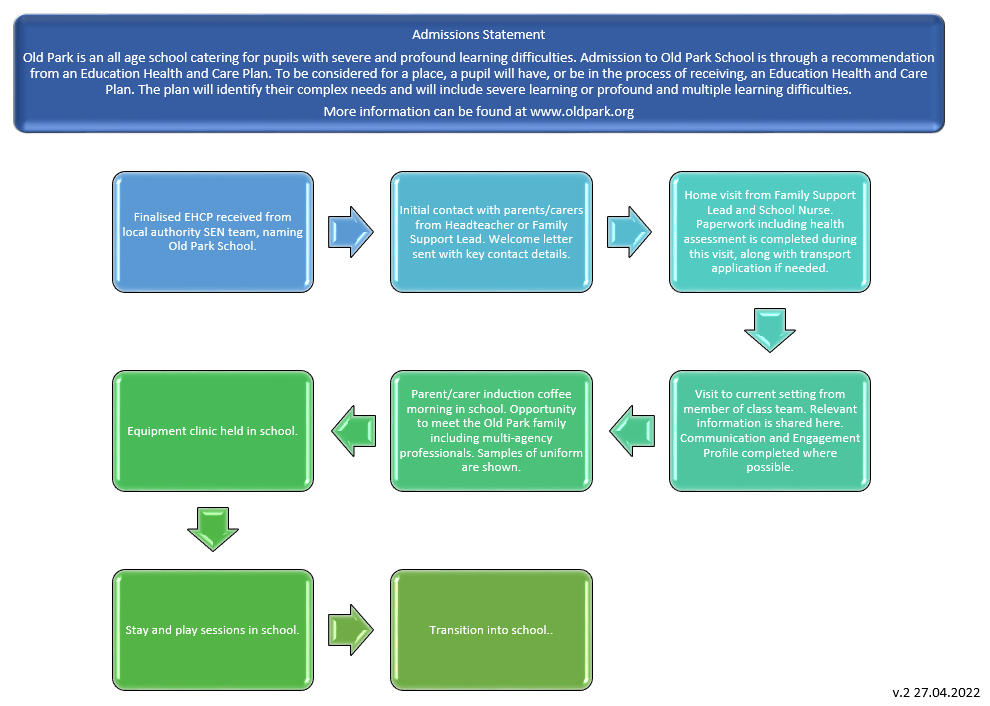 Admissions Statement
Old Park is an all age school catering for pupils with severe and profound learning difficulties. Admission to Old Park School is through a recommendation
from an Education Health and Care Plan. To be considered for a place, a pupil will have, or be in the process of receiving, an Education Health and Care
Plan. The plan will identify their complex needs and will include severe learning or profound and multiple learning difficulties.
More information can be found at www.oldpark.org
Finalised EHCP received from
local authority SEN team, naming
Old Park School.
Initial contact with parents/carers
from Headteacher or Family
Support Lead. Welcome letter
sent with key contact details.
Home visit from Family Support
Lead and School Nurse.
Paperwork including health
assessment is completed during
this visit, along with transport
application if needed.
Visit to current setting from
member of class team. Relevant
information is shared here.
Communication and Engagement
Profile completed where
possible.
Parent/carer induction coffee
morning in school. Opportunity
to meet the Old Park family
including multi-agency
professionals. Samples of uniform
are shown.
Equipment clinic held in school.
Stay and play sessions in school.
Transition into school..
v.2 27.04.2022